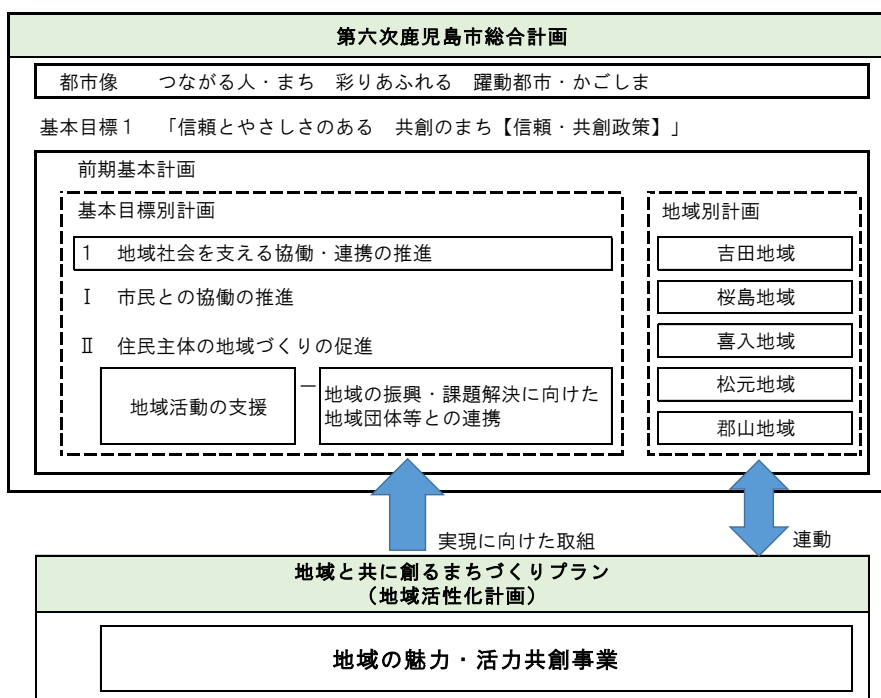 第六次鹿児島市総合計画
都市像　つながる人・まち　彩りあふれる　躍動都市・かごしま
基本目標1　「信頼とやさしさのある　共創のまち【信頼・共創政策】」
前期基本計画
基本目標別計画
1　地域社会を支える協働・連携の推進
Ⅰ　市民との協働の推進
Ⅱ　住民主体の地域づくりの促進
地域活動の支援
地域の振興・課題解決に向けた
地域団体等との連携
地域別計画
吉田地域
桜島地域
喜入地域
松元地域
郡山地域
実現に向けた取組
連動
地域と共に創るまちづくりプラン
（地域活性化計画）
地域の魅力・活力共創事業